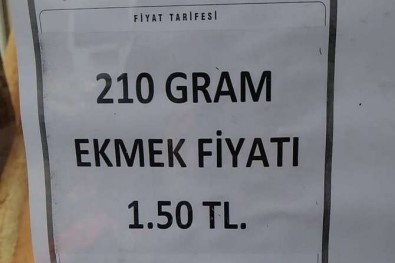 FİYAT TARİFESİ
210 GRAM
EKMEK FİYATI
1.50 TL.